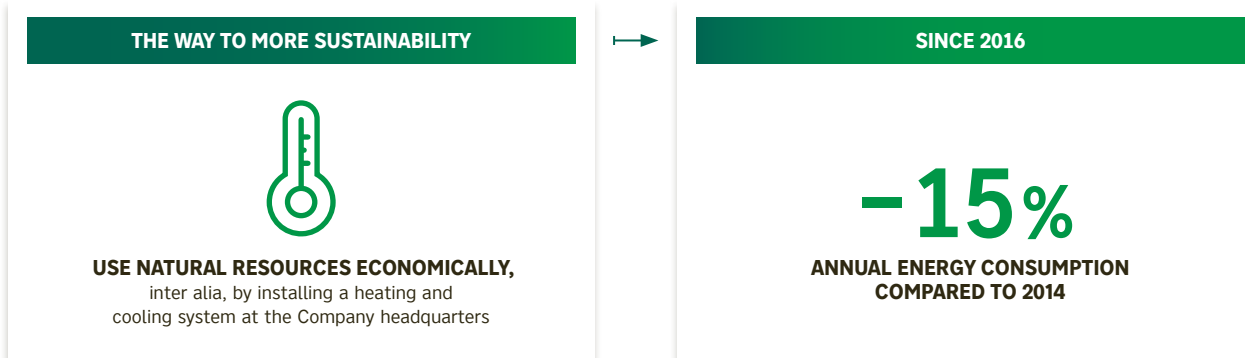 THE WAY TO MORE SUSTAINABILITY
USE NATURAL RESOURCES ECONOMICALLY,
inter alia, by installing a heating and
cooling system at the Company headquarters
SINCE 2016
–15%
ANNUAL ENERGY CONSUMPTION
COMPARED TO 2014